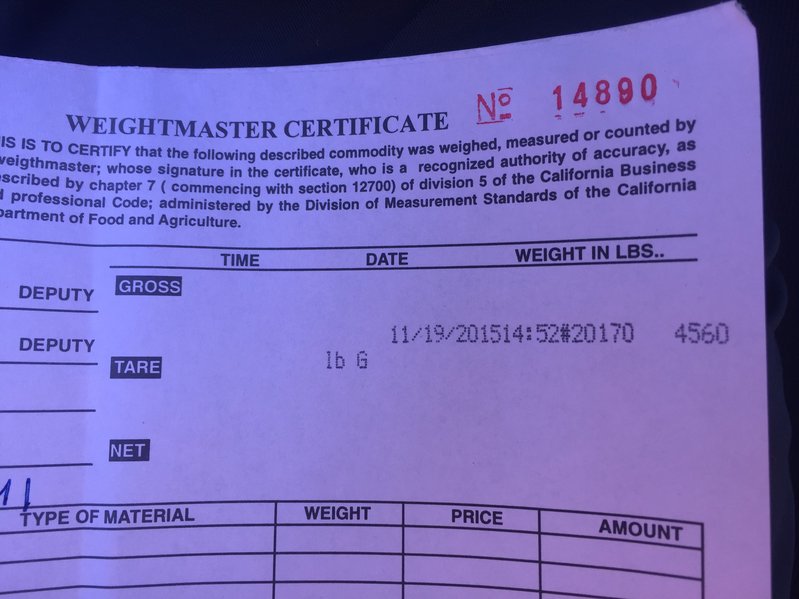 Nº 14890
WEIGHTMASTER CERTIFICATE
IS IS TO CERTIFY that the following described commodity was weighed, measured or counted by
weigthmaster; whose signature in the certificate, who is a recognized authority of accuracy, as
scribed by chapter 7 ( commencing with section 12700) of division 5 of the California Business
d professional Code; administered by the Division of Measurement Standards of the California
partment of Food and Agriculture.
TIME DATE WEIGHT IN LBS..
DEPUTY GROSS
11/19/201514:52#20170 4560
DEPUTY TARE lb G
NET
TYPE OF MATERIAL WEIGHT PRICE AMOUNT